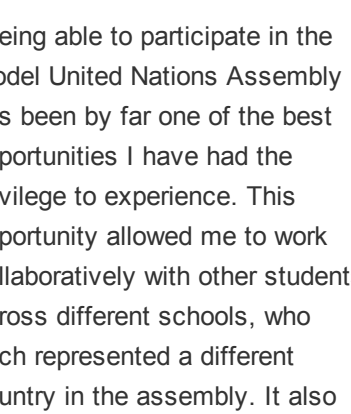 eing able to participate in the
odel United Nations Assembly
s been by far one of the best
portunities I have had the
vilege to experience. This
portunity allowed me to work
llaboratively with other student
ross different schools, who
ch represented a different
untry in the assembly. It also